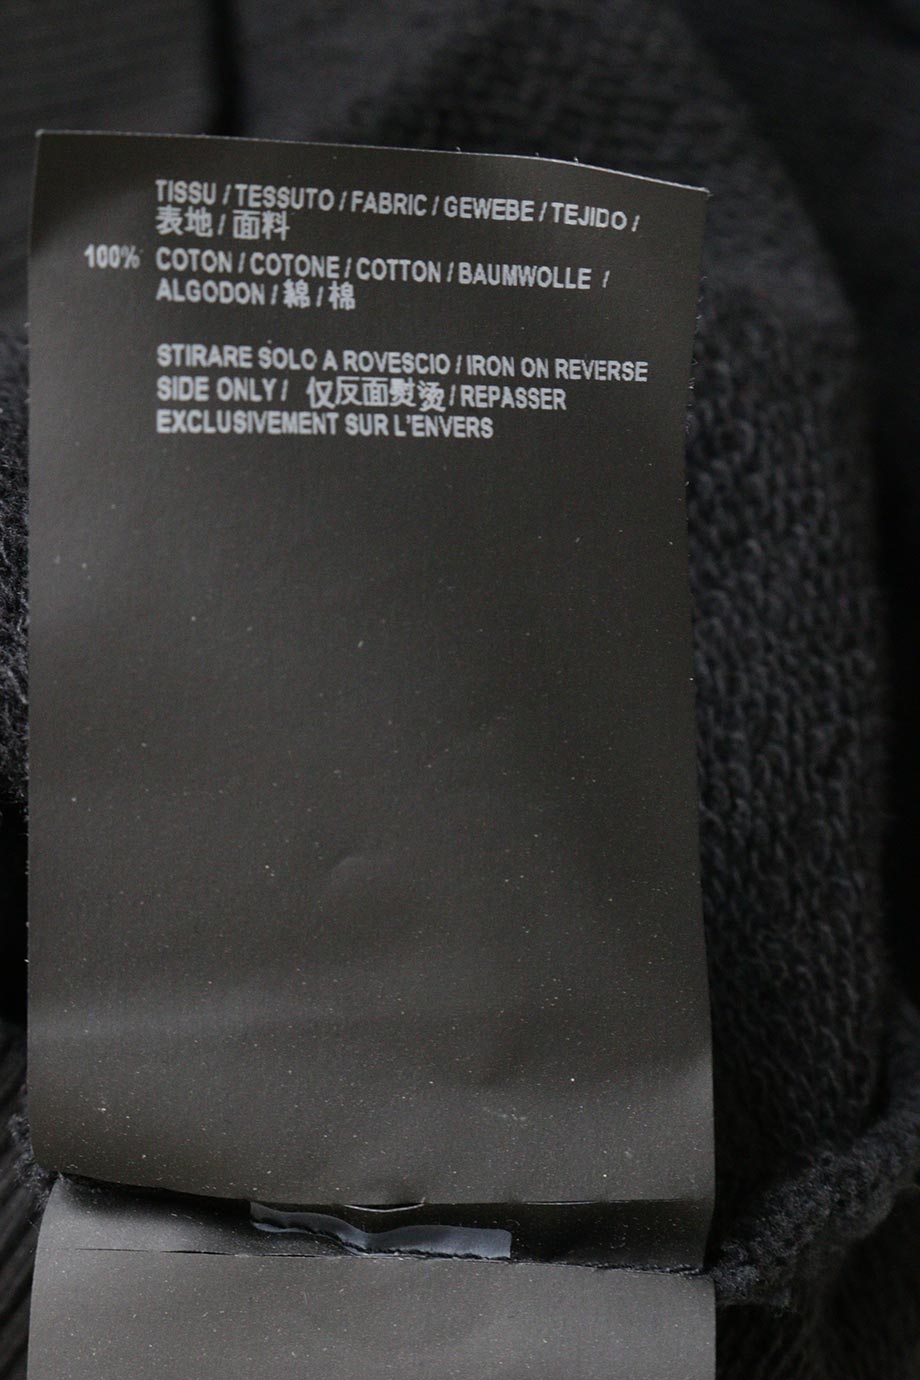 TISSU / TESSUTO / FABRIC / GEWEBE / TEJIDO /
表地 / 面料
100% COTON / COTONE / COTTON / BAUMWOLLE /
ALGODON / 綿 / 棉
STIRARE SOLO A ROVESCIO / IRON ON REVERSE
SIDE ONLY / 仅反面熨烫 / REPASSER
EXCLUSIVEMENT SUR L'ENVERS